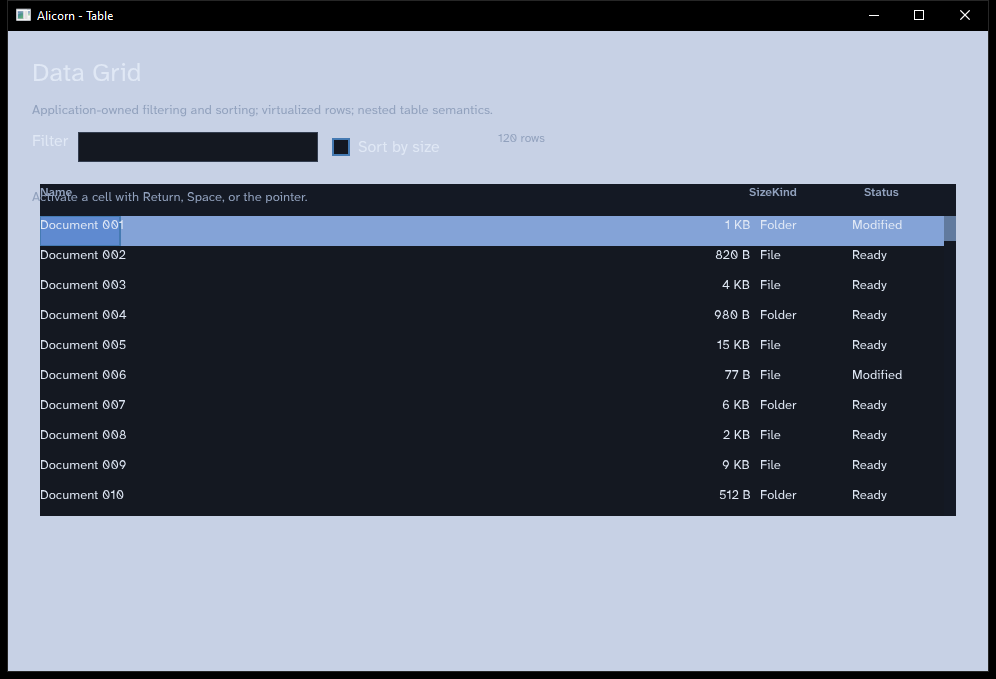 Alicorn - Table
Data Grid
Application-owned filtering and sorting; virtualized rows; nested table semantics.
Filter Sort by size 120 rows
Name Size Kind Status
Activate a cell with Return, Space, or the pointer.
Document 001 1 KB Folder Modified
Document 002 820 B File Ready
Document 003 4 KB File Ready
Document 004 980 B Folder Ready
Document 005 15 KB File Ready
Document 006 77 B File Modified
Document 007 6 KB Folder Ready
Document 008 2 KB File Ready
Document 009 9 KB File Ready
Document 010 512 B Folder Ready